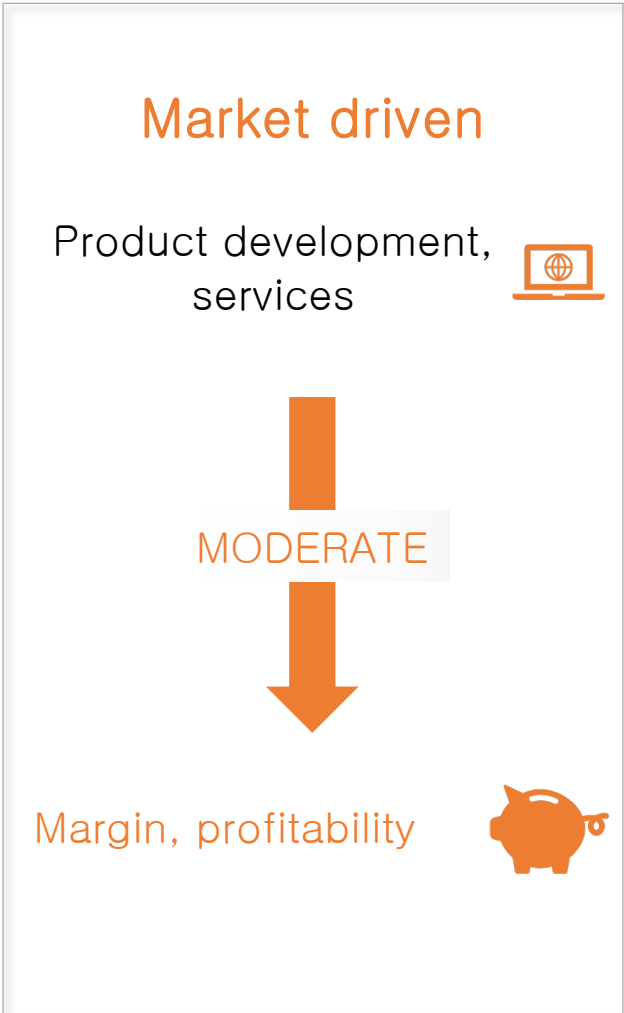 Market driven
Product development,
services
MODERATE
Margin, profitability